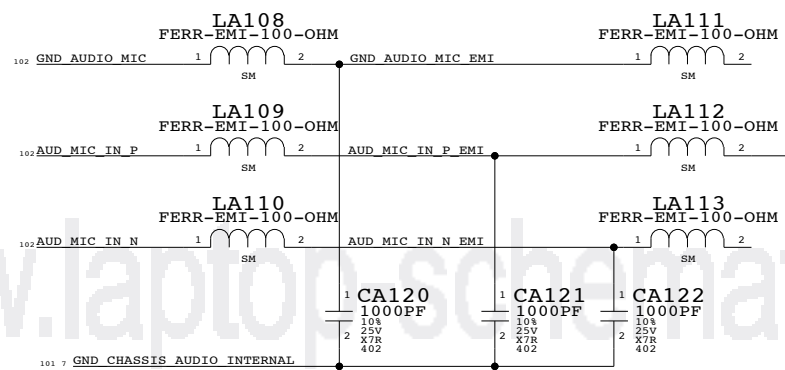 LA108
FERR-EMI-100-OHM
102 GND_AUDIO_MIC 1 2 GND_AUDIO_MIC_EMI
SM
LA111
FERR-EMI-100-OHM
1 2
SM
LA109
FERR-EMI-100-OHM
102 AUD_MIC_IN_P 1 2 AUD_MIC_IN_P_EMI
SM
LA112
FERR-EMI-100-OHM
1 2
SM
LA110
FERR-EMI-100-OHM
102 AUD_MIC_IN_N 1 2 AUD_MIC_IN_N_EMI
SM
LA113
FERR-EMI-100-OHM
1 2
SM
w.laptop-schemat
1 CA120
1000PF
10%
25V
2 X7R
402
1 CA121
1000PF
10%
25V
2 X7R
402
1 CA122
1000PF
10%
25V
2 X7R
402
101 7 GND_CHASSIS_AUDIO_INTERNAL